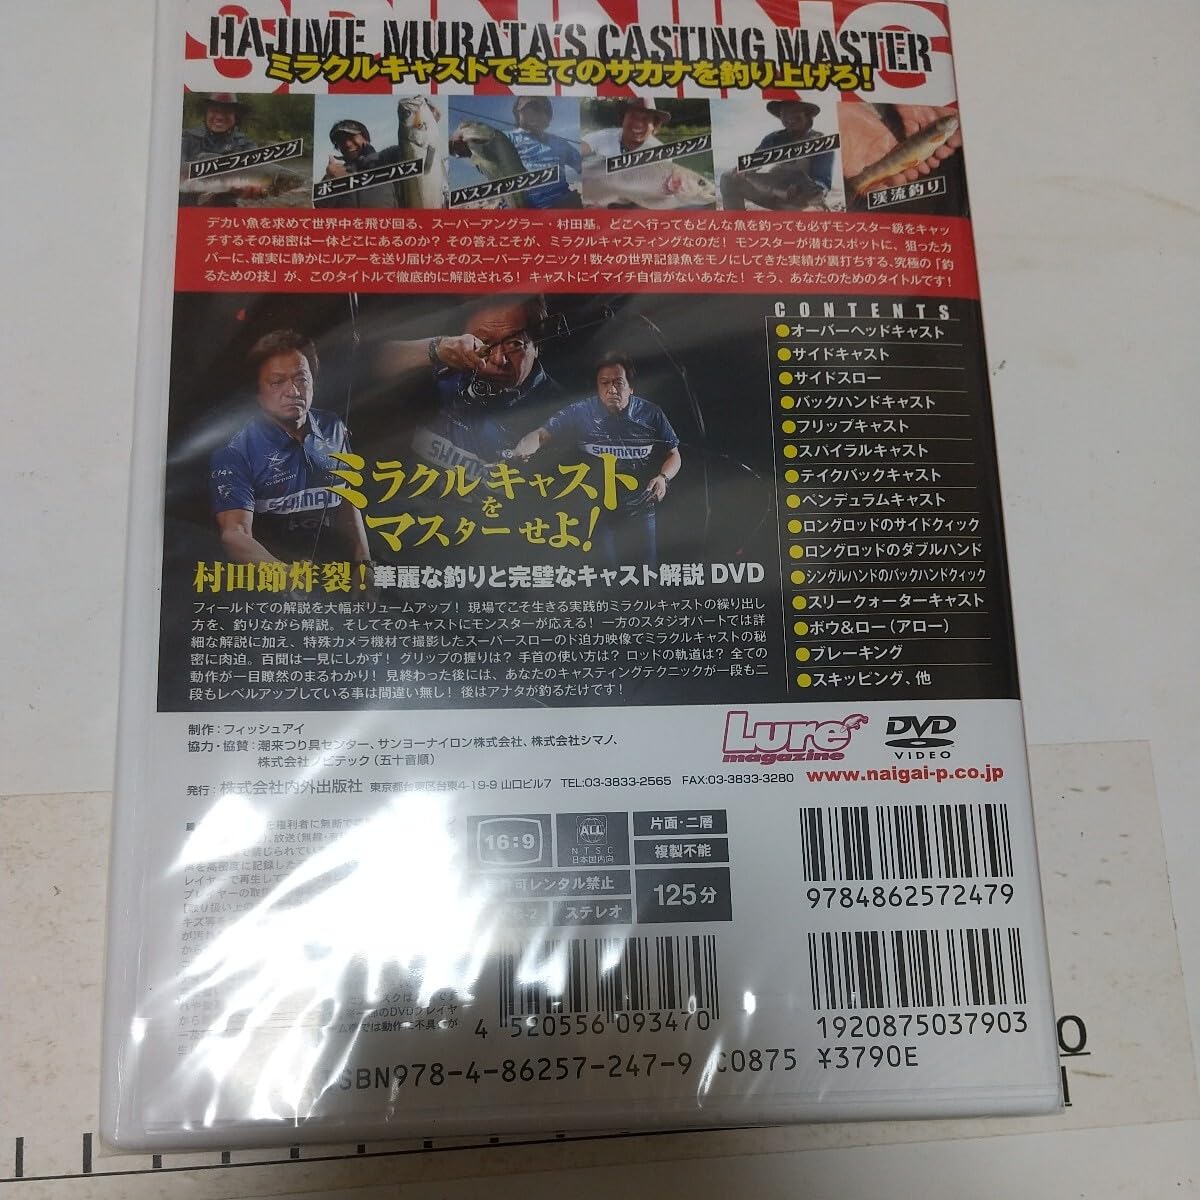 SPINNING
HAJIME MURATA'S CASTING MASTER
ミラクルキャストで全てのサカナを釣り上げろ!
リバーフィッシング
ボートシーバス
バスフィッシング
エリアフィッシング
サーフフィッシング
渓流釣り
デカい魚を求めて世界中を飛び回る、スーパーアングラー・村田基。どこへ行ってもどんな魚を釣っても必ずモンスター級をキャッ
チするその秘密は一体どこにあるのか? その答えこそが、ミラクルキャスティングなのだ! モンスターが潜むスポットに、狙ったカ
バーに、確実に静かにルアーを送り届けるそのスーパーテクニック!数々の世界記録魚をモノにしてきた実績が裏打ちする、究極の「釣
るための技」が、このタイトルで徹底的に解説される! キャストにイマイチ自信がないあなた! そう、あなたのためのタイトルです!
CONTENTS
●オーバーヘッドキャスト
●サイドキャスト
●サイドスロー
●バックハンドキャスト
●フリップキャスト
●スパイラルキャスト
●テイクバックキャスト
●ペンデュラムキャスト
●ロングロッドのサイドクィック
●ロングロッドのダブルハンド
●シングルハンドのバックハンドクィック
●スリークォーターキャスト
●ボウ&ロー(アロー)
●ブレーキング
●スキッピング、他
SHIMANO
SHIMANO
SHIMANO
ミラクルキャスト
を
マスターせよ!
村田節炸裂!華麗な釣りと完璧なキャスト解説DVD
フィールドでの解説を大幅ボリュームアップ! 現場でこそ生きる実践的ミラクルキャストの繰り出し
方を、釣りながら解説。そしてそのキャストにモンスターが応える! 一方のスタジオパートでは詳
細な解説に加え、特殊カメラ機材で撮影したスーパースローのド迫力映像でミラクルキャストの秘
密に肉迫。百聞は一見にしかず! グリップの握りは? 手首の使い方は? ロッドの軌道は? 全ての
動作が一目瞭然のまるわかり! 見終わった後には、あなたのキャスティングテクニックが一段も二
段もレベルアップしている事は間違い無し! 後はアナタが釣るだけです!
制作:フィッシュアイ
協力・協賛:潮来つり具センター、サンヨーナイロン株式会社、株式会社シマノ、
株式会社ノビテック(五十音順)
発行:株式会社内外出版社 東京都台東区台東4-19-9 山口ビル7 TEL:03-3833-2565 FAX:03-3833-3280
Lure magazine
DVD VIDEO
www.naigai-p.co.jp
16:9
ALL
NTSC
日本国内向
片面・二層
複製不能
可レンタル禁止
125分
ステレオ
9784862572479
4 520556 093470
1920875037903
ISBN978-4-86257-247-9 C0875 ¥3790E